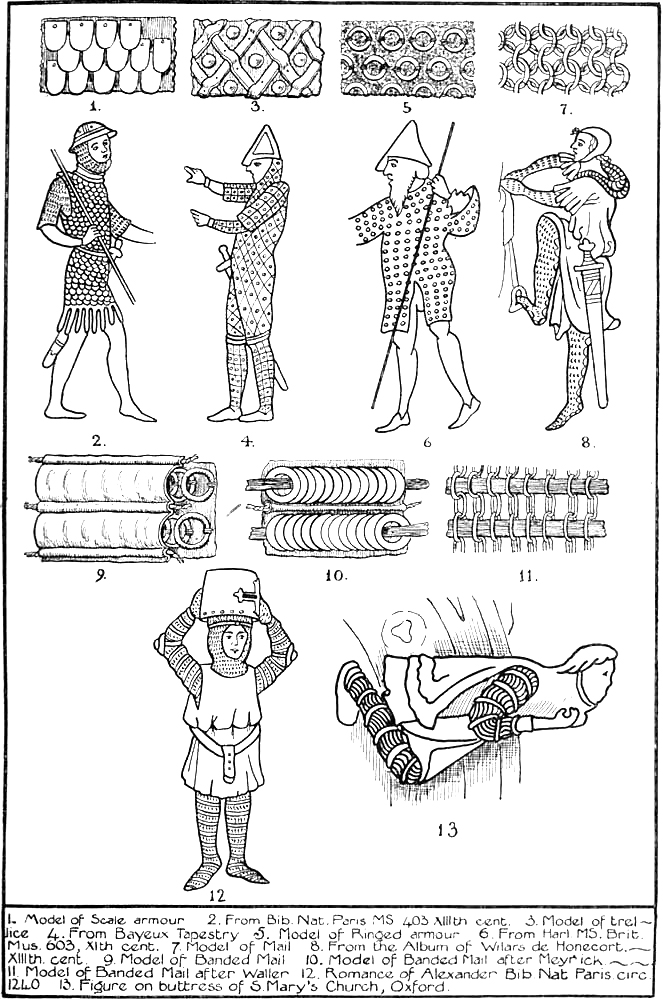 1. 3. 5 7.
2. 4. 6 8.
9. 10. 11.
12
13
1. Model of Scale armour 2. From Bib. Nat. Paris MS 403 XIIIth cent. 3. Model of trel~
lice 4. From Bayeux Tapestry 5. Model of Ringed armour 6. From Harl MS. Brit.
Mus. 603, XIth cent. 7. Model of Mail 8. From the Album of Wilars de Honecort.~
XIIIth. cent. 9. Model of Banded Mail 10. Model of Banded Mail after Meyrick.~~
11. Model of Banded Mail after Waller 12. Romance of Alexander Bib Nat Paris. circ
1240 13. Figure on buttress of S. Mary's Church, Oxford.